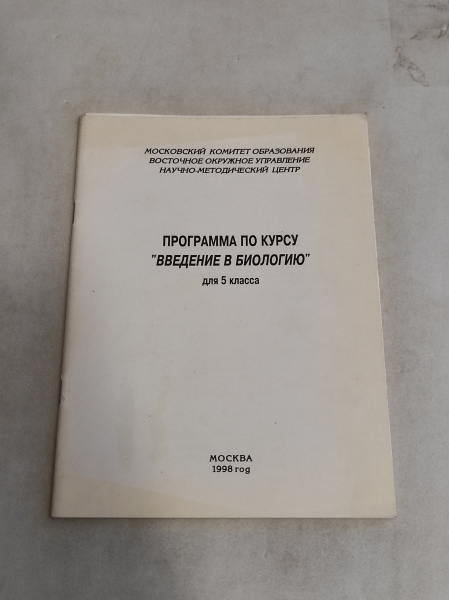 МОСКОВСКИЙ КОМИТЕТ ОБРАЗОВАНИЯ
ВОСТОЧНОЕ ОКРУЖНОЕ УПРАВЛЕНИЕ
НАУЧНО-МЕТОДИЧЕСКИЙ ЦЕНТР
ПРОГРАММА ПО КУРСУ
"ВВЕДЕНИЕ В БИОЛОГИЮ"
для 5 класса
МОСКВА
1998 год